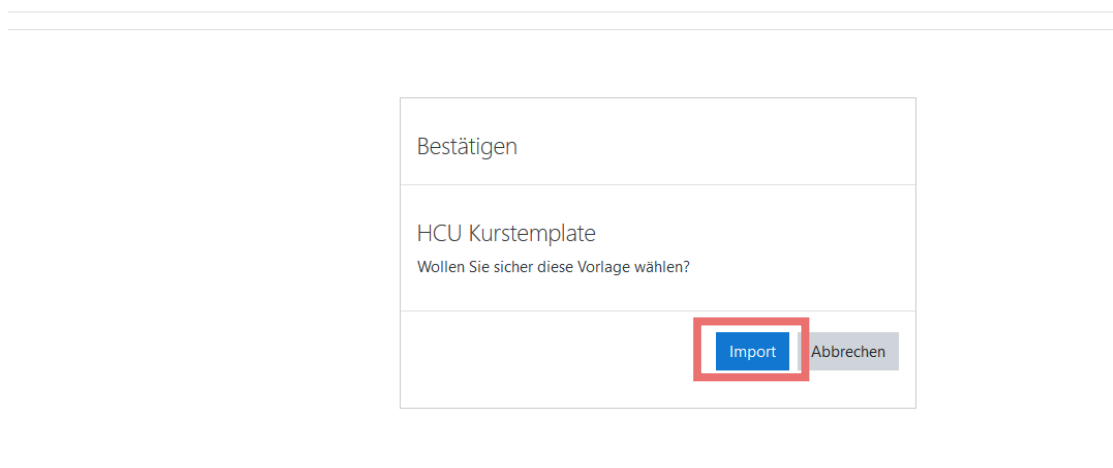 Bestätigen
HCU Kurstemplate
Wollen Sie sicher diese Vorlage wählen?
Import Abbrechen